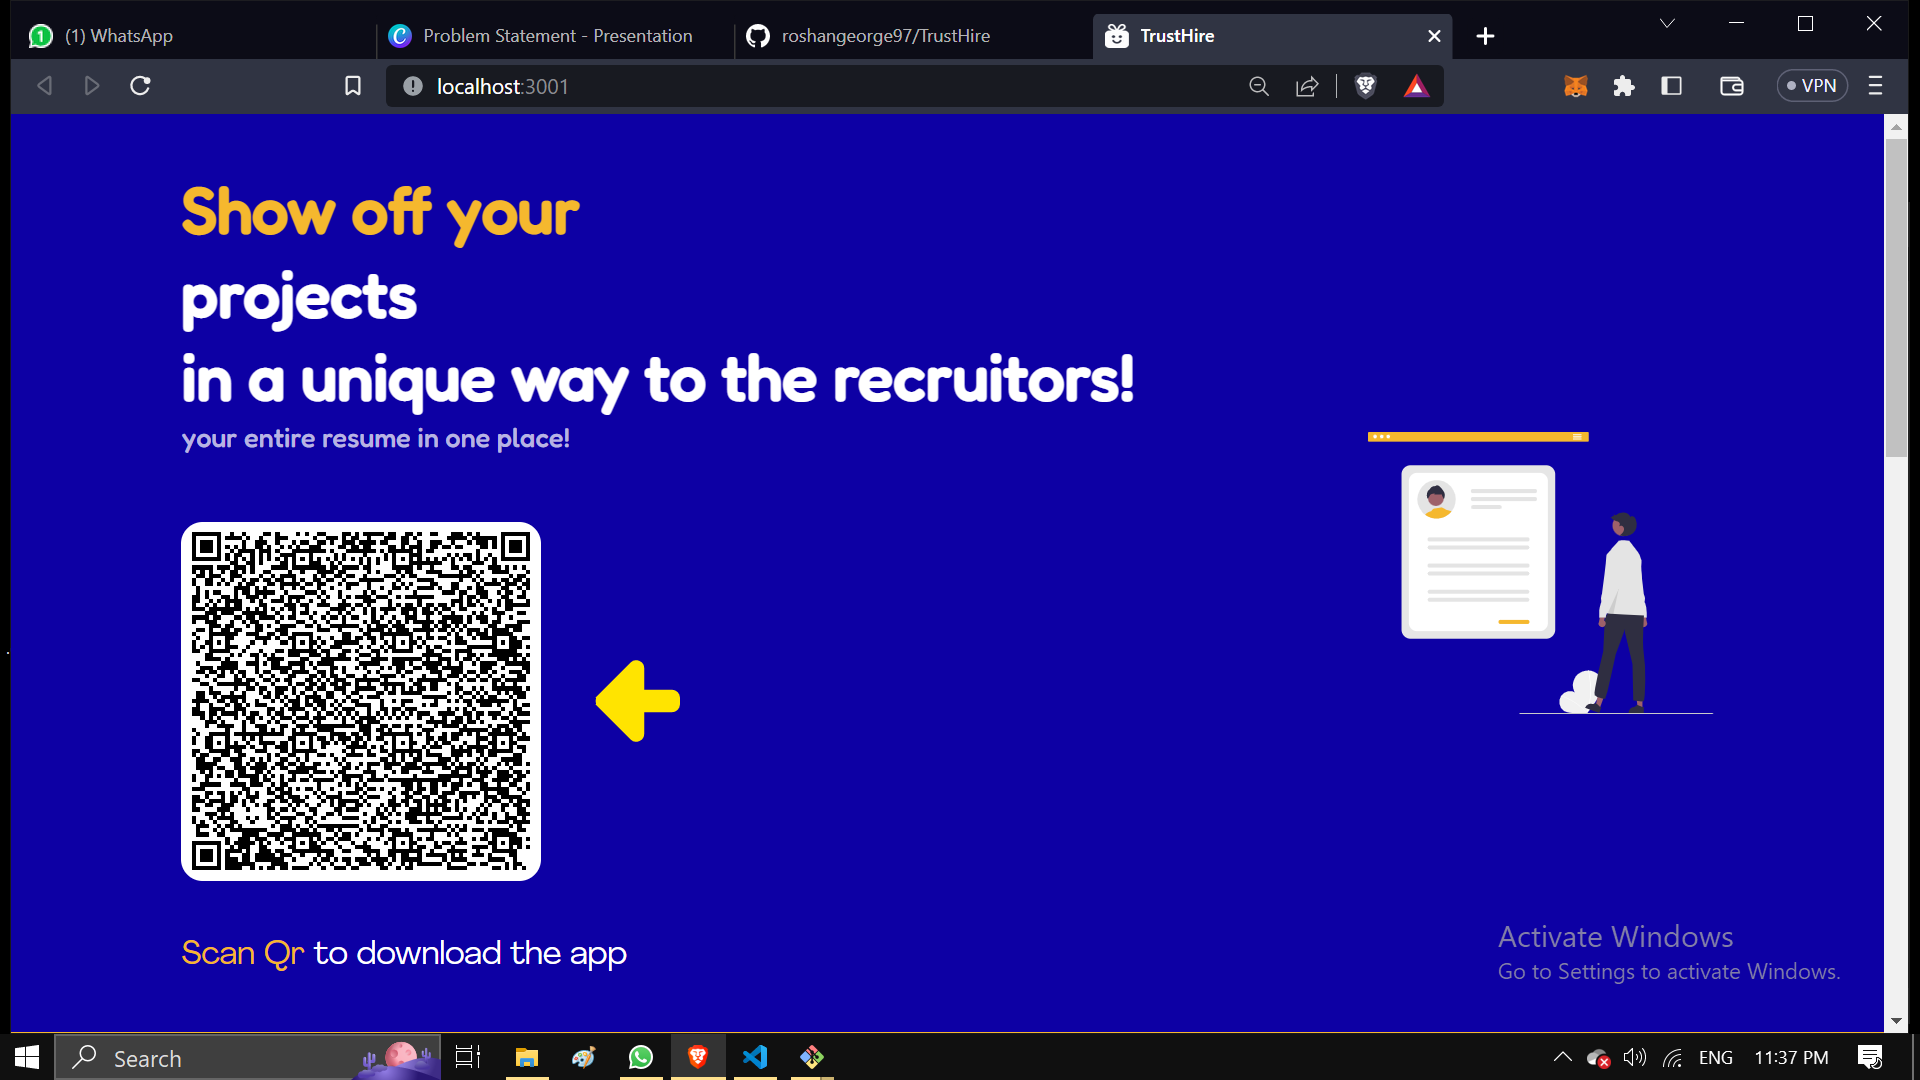 (1) WhatsApp
Problem Statement - Presentation
roshangeorge97/TrustHire
TrustHire
localhost:3001
VPN
Show off your
projects
in a unique way to the recruitors!
your entire resume in one place!
Scan Qr to download the app
Activate Windows
Go to Settings to activate Windows.
Search
ENG
11:37 PM